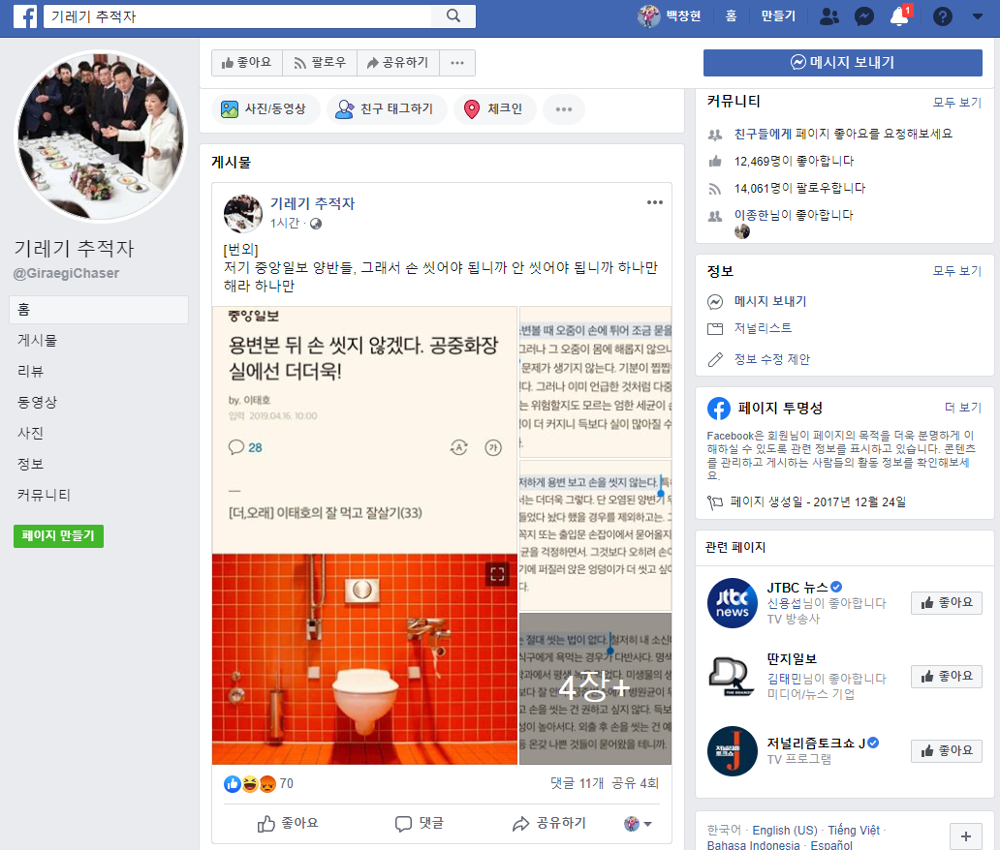 기레기 추적자
백창현
홈
만들기
1
기레기 추적자
@GiraegiChaser
홈
게시물
리뷰
동영상
사진
정보
커뮤니티
페이지 만들기
좋아요
팔로우
공유하기
메시지 보내기
사진/동영상
친구 태그하기
체크인
게시물
기레기 추적자
1시간 ·
[번외]
저기 중앙일보 양반들, 그래서 손 씻어야 됩니까 안 씻어야 됩니까 하나만
해라 하나만
중앙일보
용변본 뒤 손 씻지 않겠다. 공중화장
실에선 더더욱!
by. 이태호
입력 2019.04.16. 10:00
28
가
[더,오래] 이태호의 잘 먹고 잘살기(33)
변볼 때 오줌이 손에 튀어 조금 묻을
그러나 그 오줌이 몸에 해롭지 않으니
문제가 생기지 않는다. 기분이 찝찝
다. 그러나 이미 언급한 것처럼 다중
는 위험할지도 모르는 엄한 세균이 손
이 더 커지니 득보다 실이 많아질 수
저하게 용변 보고 손을 씻지 않는다. 특히
서는 더더욱 그렇다. 단 오염된 양변기
들었다 놨다 했을 경우를 제외하고는.
꼭지 또는 출입문 손잡이에서 묻어올지
균을 걱정하면서. 그것보다 오히려 손이
기에 퍼질러 앉은 엉덩이가 더 씻고 싶
다.
는 절대 씻는 법이 없다. 철저히 내 소신
식구에게 욕먹는 경우가 다반사다. 명색
4장+
성이 높아서다. 외출 후 손을 씻는 건 예
등 온갖 나쁜 것들이 묻어왔을 테니까.
70
댓글 11개 공유 4회
좋아요
댓글
공유하기
커뮤니티
모두 보기
친구들에게 페이지 좋아요를 요청해보세요
12,469명이 좋아합니다
14,061명이 팔로우합니다
이종한님이 좋아합니다
정보
모두 보기
메시지 보내기
저널리스트
정보 수정 제안
페이지 투명성
더 보기
Facebook은 회원님이 페이지의 목적을 더욱 분명하게 이
해하실 수 있도록 관련 정보를 표시하고 있습니다. 콘텐츠
를 관리하고 게시하는 사람들의 활동 정보를 확인해보세
요.
페이지 생성일 - 2017년 12월 24일
관련 페이지
jtbc
news
JTBC 뉴스
신용섭님이 좋아합니다
TV 방송사
좋아요
딴지일보
김태민님이 좋아합니다
미디어/뉴스 기업
좋아요
저널리즘
토크쇼
J
저널리즘토크쇼 J
TV 프로그램
좋아요
한국어 · English (US) · Tiếng Việt ·
Bahasa Indonesia · Español